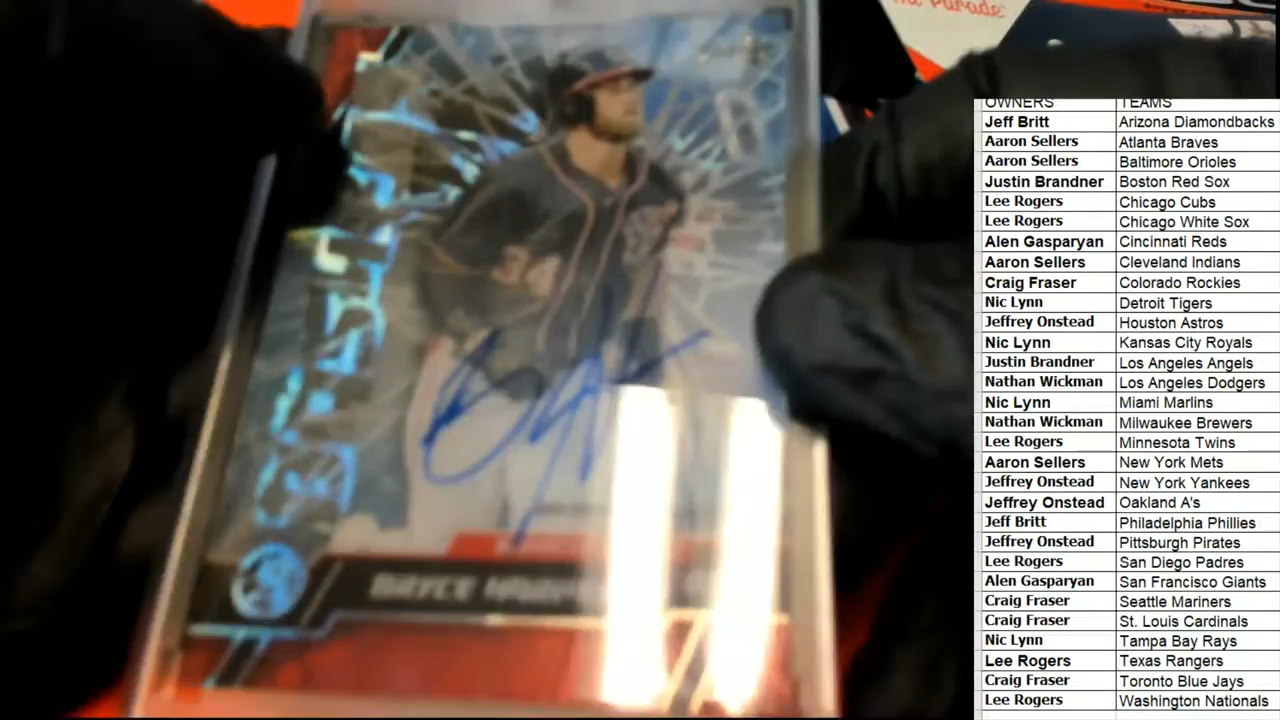 Parade
34
BRYCE HARPER
OWNERS TEAMS
Jeff Britt Arizona Diamondbacks
Aaron Sellers Atlanta Braves
Aaron Sellers Baltimore Orioles
Justin Brandner Boston Red Sox
Lee Rogers Chicago Cubs
Lee Rogers Chicago White Sox
Alen Gasparyan Cincinnati Reds
Aaron Sellers Cleveland Indians
Craig Fraser Colorado Rockies
Nic Lynn Detroit Tigers
Jeffrey Onstead Houston Astros
Nic Lynn Kansas City Royals
Justin Brandner Los Angeles Angels
Nathan Wickman Los Angeles Dodgers
Nic Lynn Miami Marlins
Nathan Wickman Milwaukee Brewers
Lee Rogers Minnesota Twins
Aaron Sellers New York Mets
Jeffrey Onstead New York Yankees
Jeffrey Onstead Oakland A's
Jeff Britt Philadelphia Phillies
Jeffrey Onstead Pittsburgh Pirates
Lee Rogers San Diego Padres
Alen Gasparyan San Francisco Giants
Craig Fraser Seattle Mariners
Craig Fraser St. Louis Cardinals
Nic Lynn Tampa Bay Rays
Lee Rogers Texas Rangers
Craig Fraser Toronto Blue Jays
Lee Rogers Washington Nationals